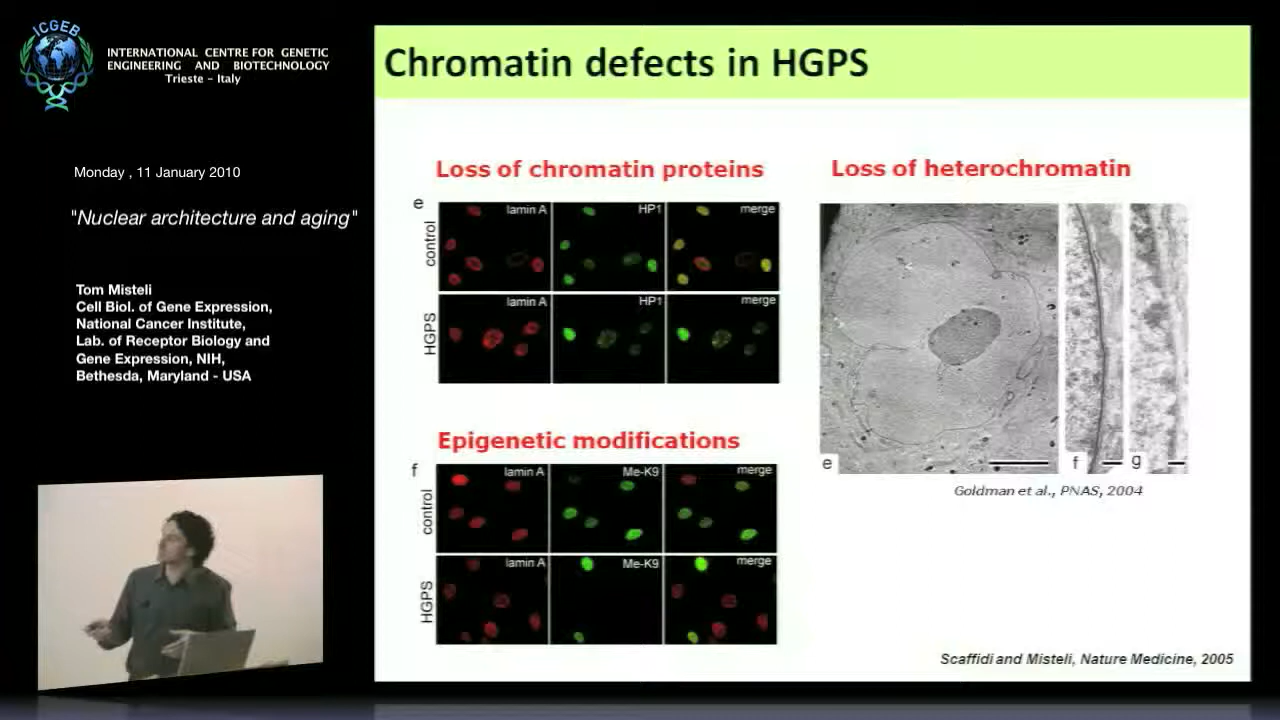 ICGEB
INTERNATIONAL CENTRE FOR GENETIC
ENGINEERING AND BIOTECHNOLOGY
Trieste - Italy
Monday , 11 January 2010
"Nuclear architecture and aging"
Tom Misteli
Cell Biol. of Gene Expression,
National Cancer Institute,
Lab. of Receptor Biology and
Gene Expression, NIH,
Bethesda, Maryland - USA
Chromatin defects in HGPS
Loss of chromatin proteins
e
lamin A HP1 merge
control
lamin A HP1 merge
HGPS
Epigenetic modifications
f
lamin A Me-K9 merge
control
lamin A Me-K9 merge
HGPS
Loss of heterochromatin
e f g
Goldman et al., PNAS, 2004
Scaffidi and Misteli, Nature Medicine, 2005